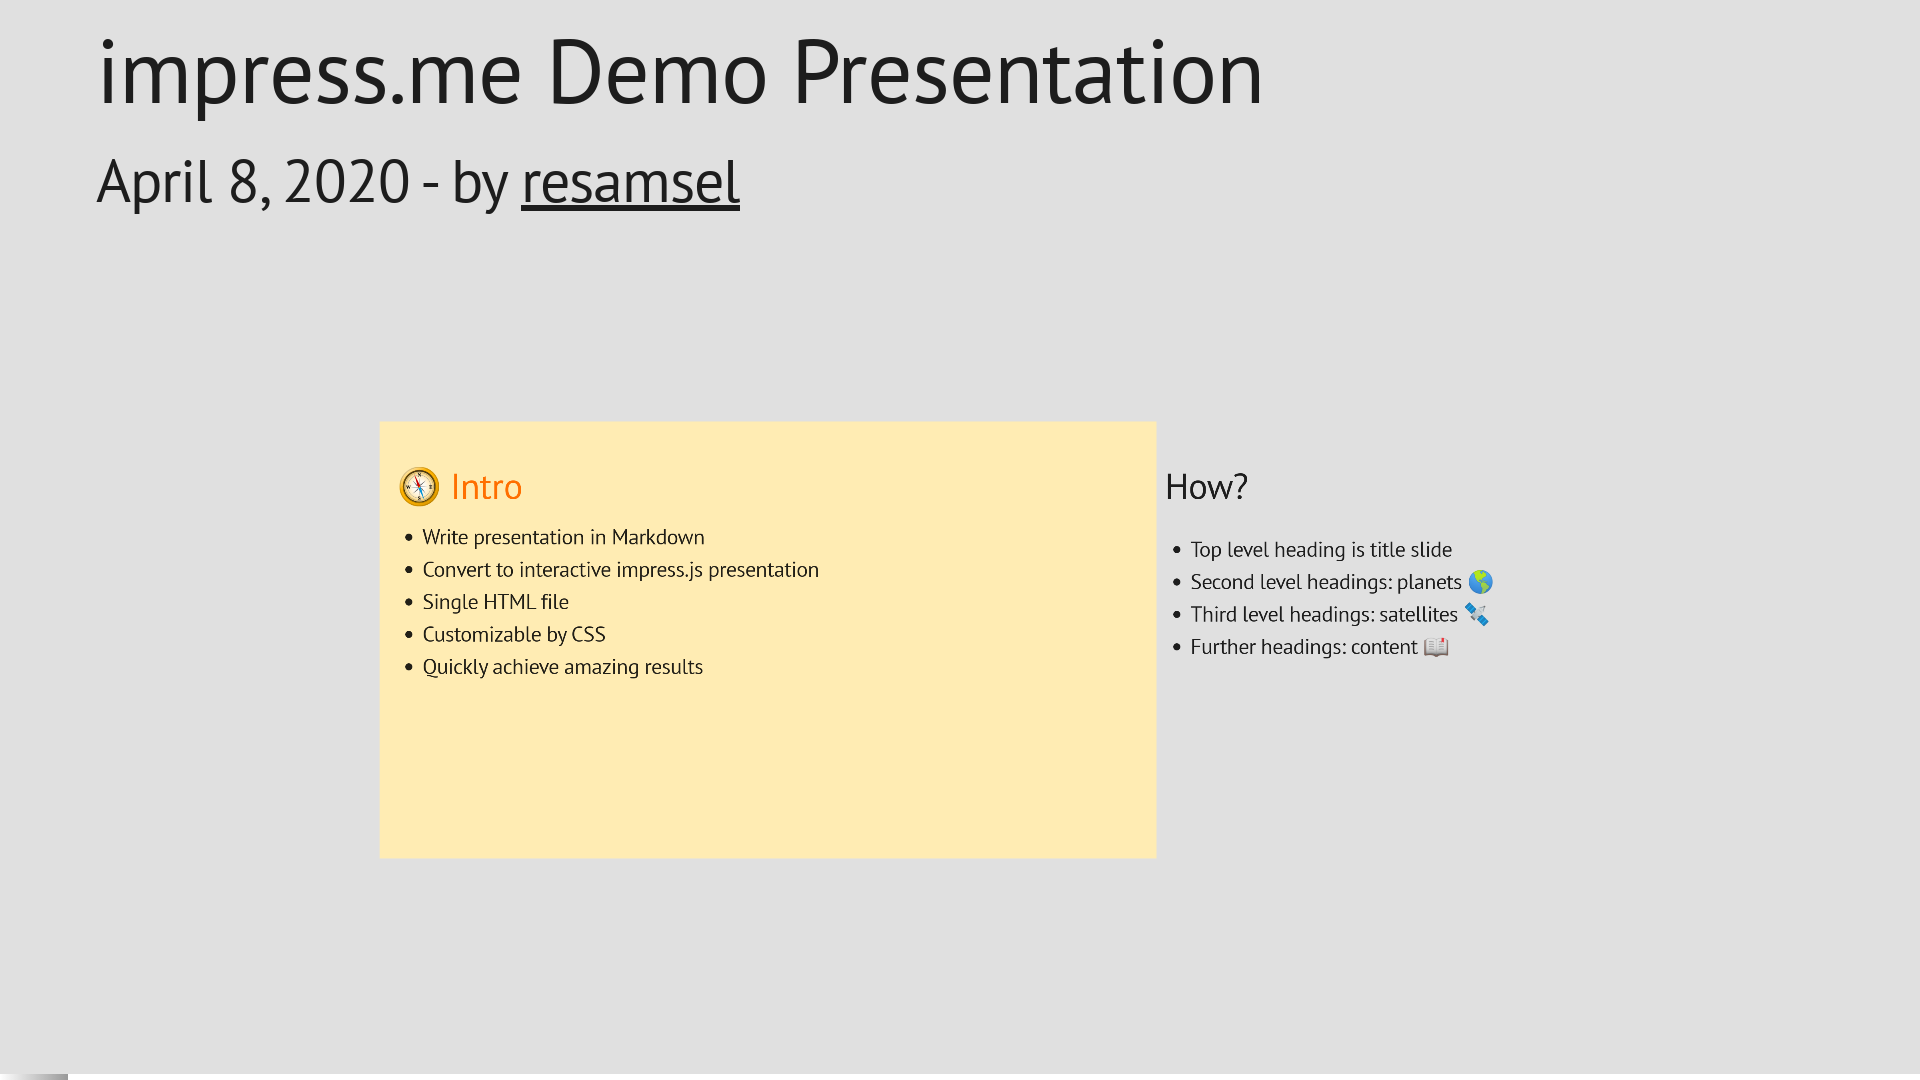 impress.me Demo Presentation
April 8, 2020 - by resamsel
🧭 Intro
• Write presentation in Markdown
• Convert to interactive impress.js presentation
• Single HTML file
• Customizable by CSS
• Quickly achieve amazing results
How?
• Top level heading is title slide
• Second level headings: planets 🌎
• Third level headings: satellites 🛰
• Further headings: content 📖